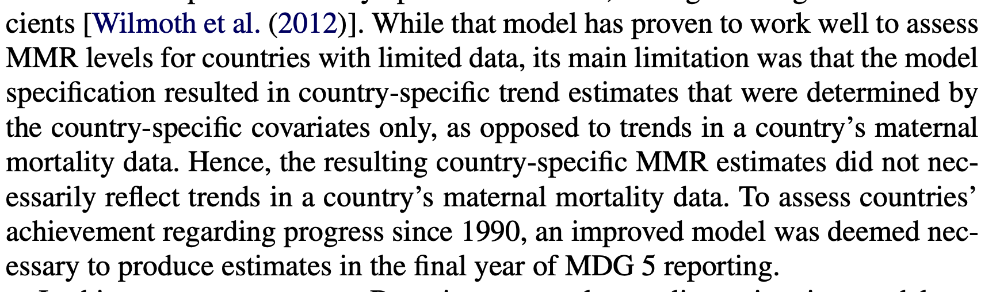 cients [Wilmoth et al. (2012)]. While that model has proven to work well to assess
MMR levels for countries with limited data, its main limitation was that the model
specification resulted in country-specific trend estimates that were determined by
the country-specific covariates only, as opposed to trends in a country’s maternal
mortality data. Hence, the resulting country-specific MMR estimates did not nec-
essarily reflect trends in a country’s maternal mortality data. To assess countries’
achievement regarding progress since 1990, an improved model was deemed nec-
essary to produce estimates in the final year of MDG 5 reporting.